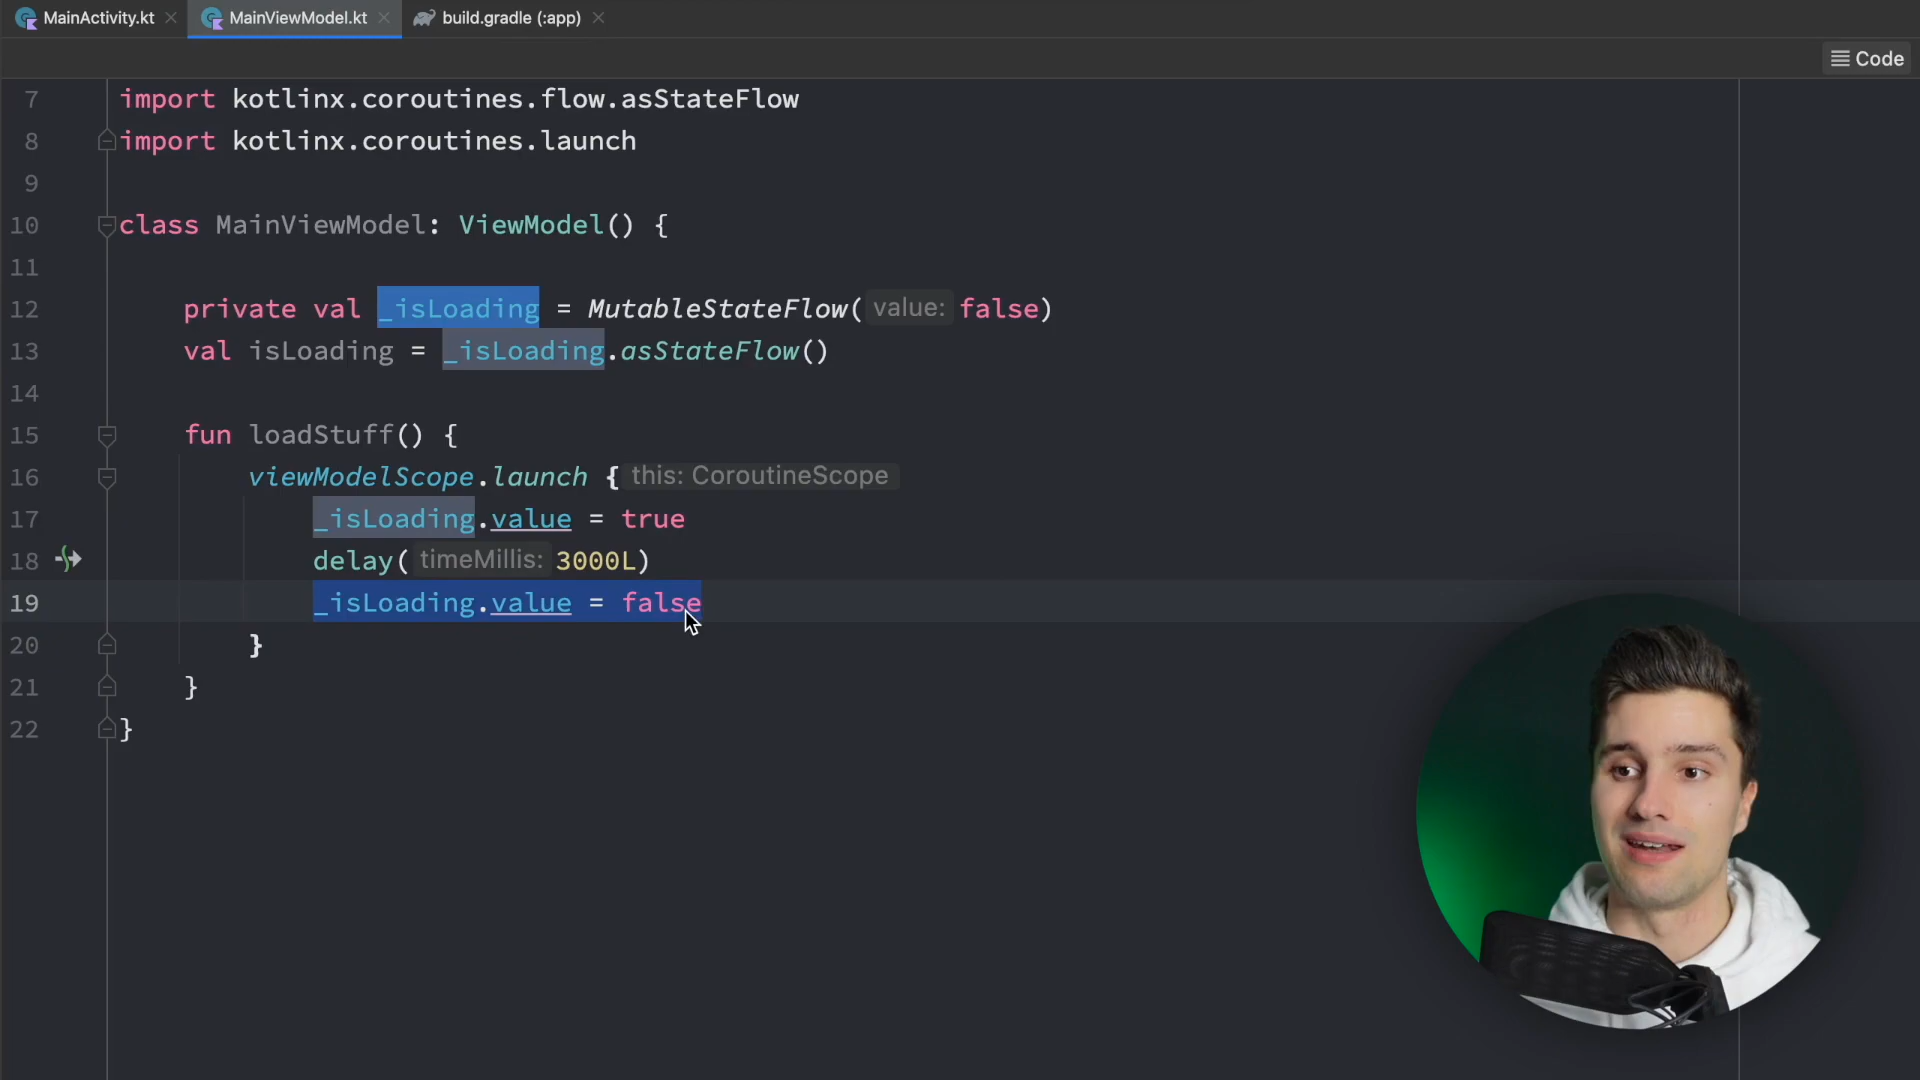 MainActivity.kt MainViewModel.kt build.gradle (:app)
Code
7 import kotlinx.coroutines.flow.asStateFlow
8 import kotlinx.coroutines.launch
9
10 class MainViewModel: ViewModel() {
11
12 private val _isLoading = MutableStateFlow( value: false)
13 val isLoading = _isLoading.asStateFlow()
14
15 fun loadStuff() {
16 viewModelScope.launch { this: CoroutineScope
17 _isLoading.value = true
18 delay( timeMillis: 3000L)
19 _isLoading.value = false
20 }
21 }
22 }